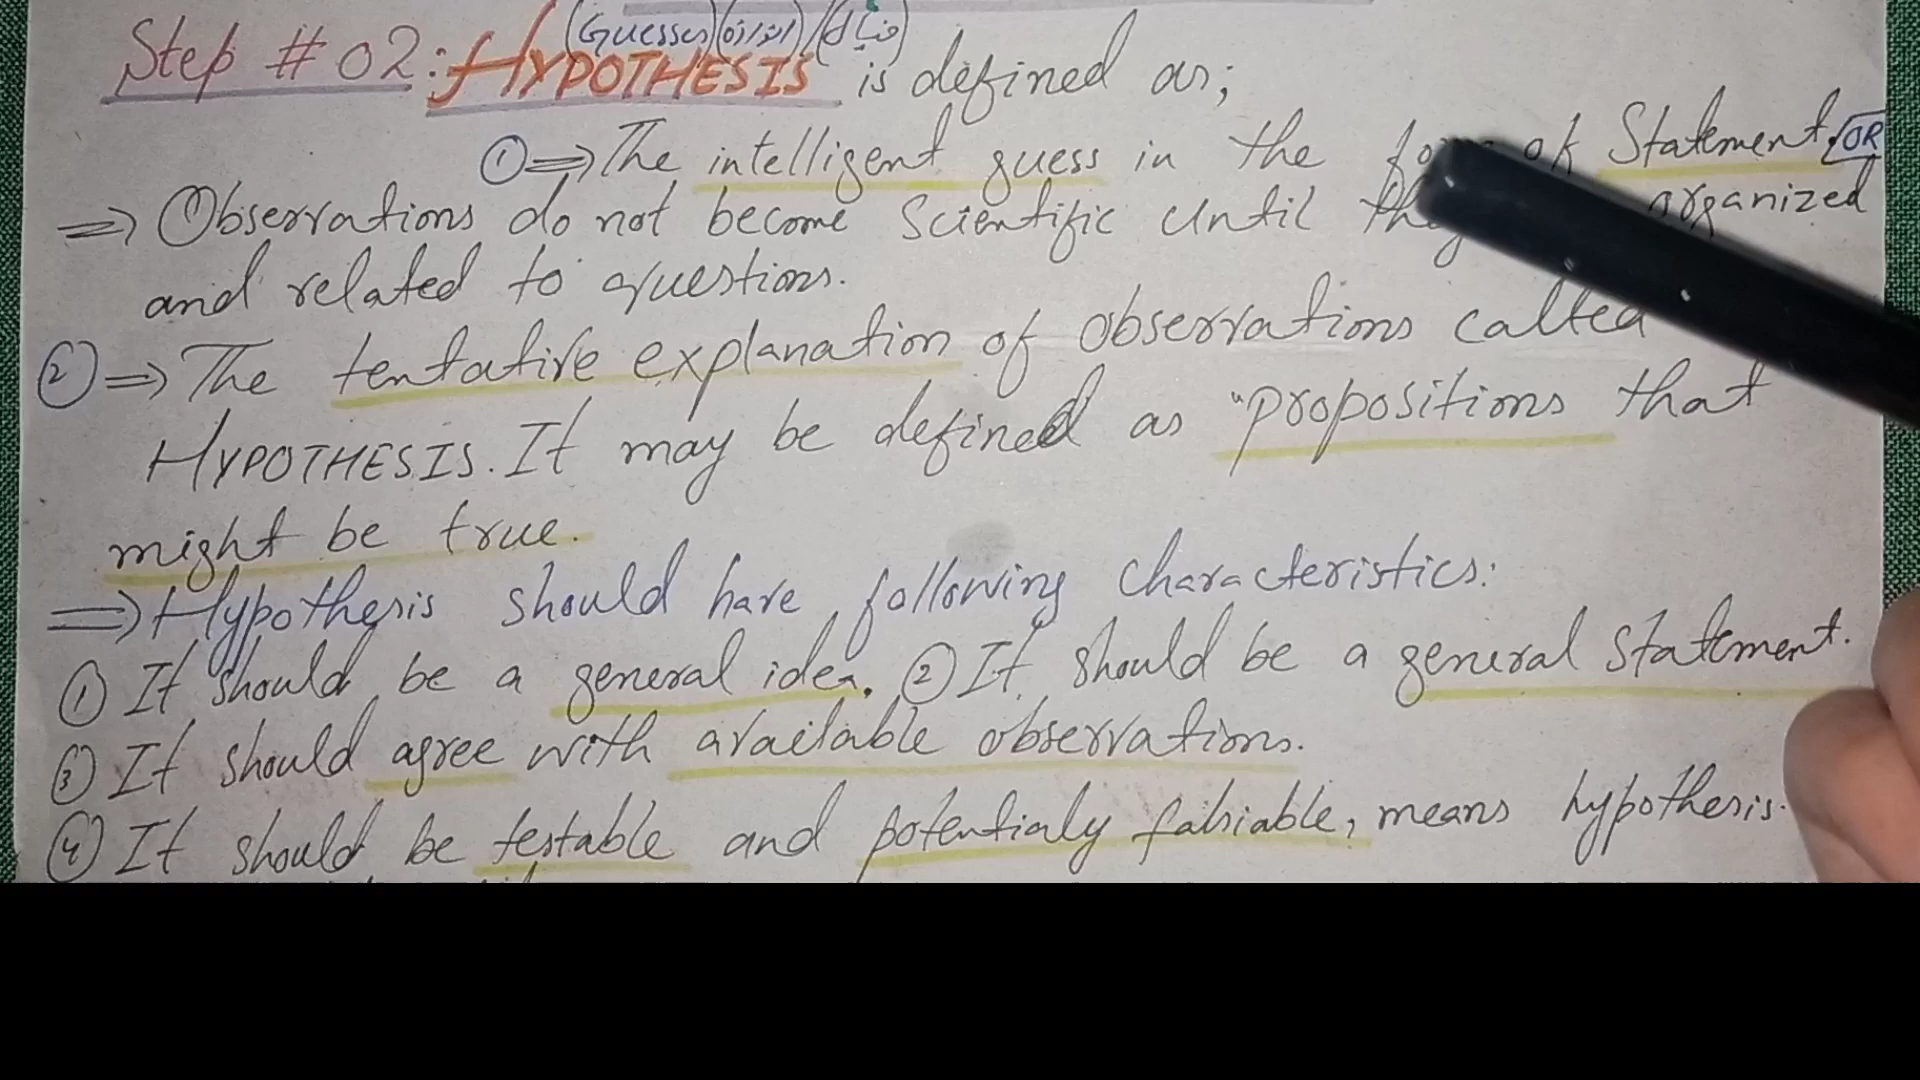 (Guesses) (اندازہ) / (خیال)
Step # 02: HYPOTHESIS is defined as;
① ⇒ The intelligent guess in the of Statement. OR
⇒ Observations do not become Scientific until organized
and related to questions.
② ⇒ The tentative explanation of observations called
HYPOTHESIS. It may be defined as "propositions that
might be true.
⇒ Hypothesis should have following characteristics:
① It should be a general idea. ② It should be a general statement.
③ It should agree with available observations.
④ It should be testable and potentialy falsiable, means hypothesis.